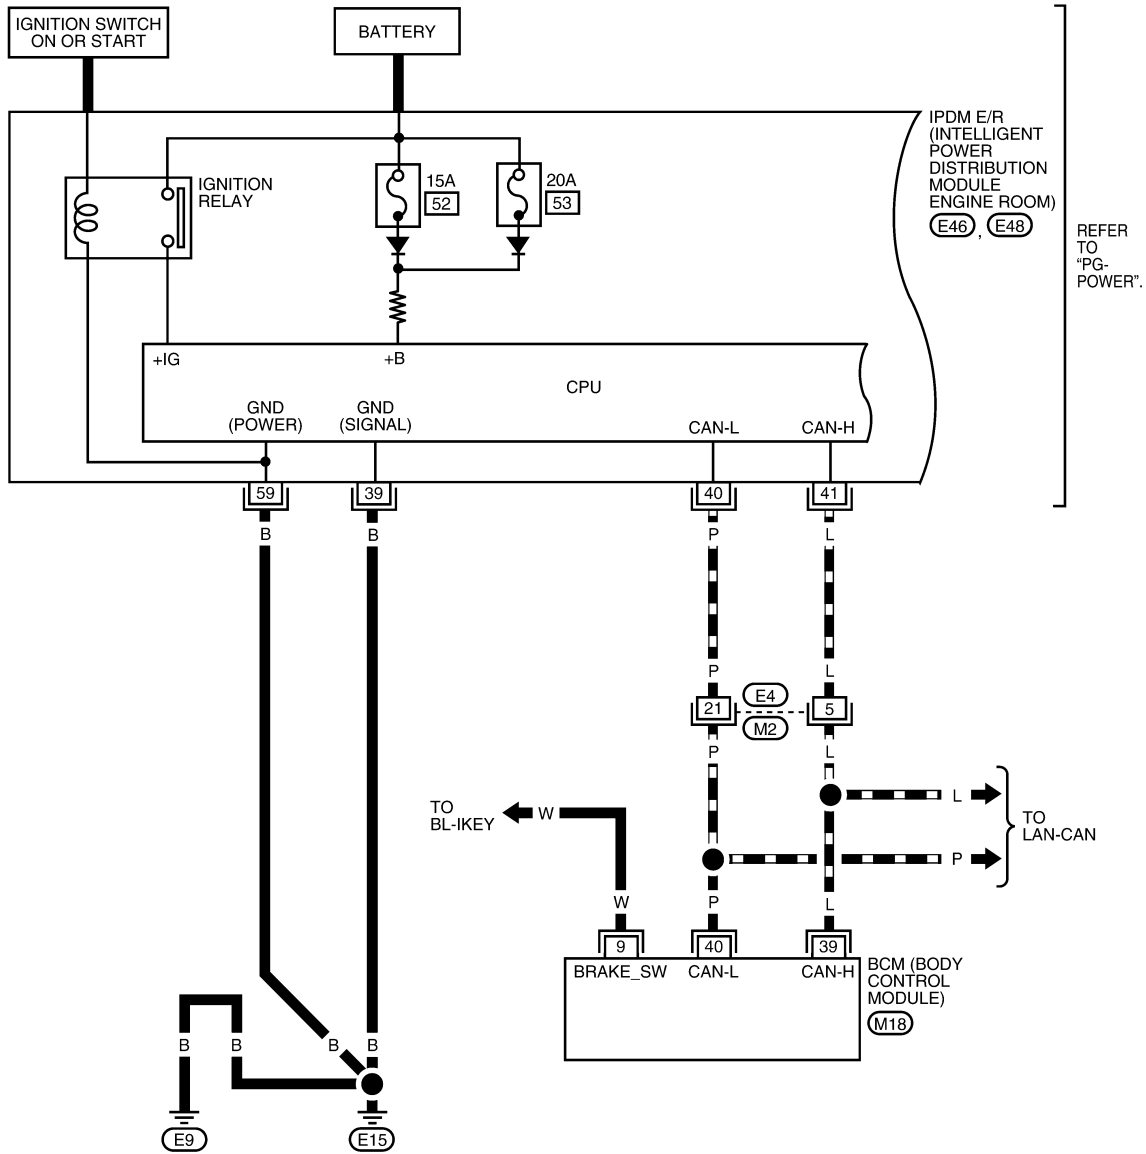 IGNITION SWITCH
ON OR START
BATTERY
IPDM E/R
(INTELLIGENT
POWER
DISTRIBUTION
MODULE
ENGINE ROOM)
E46 , E48
REFER
TO
“PG-
POWER”.
IGNITION
RELAY
15A
52
20A
53
+IG
+B
CPU
GND
(POWER)
GND
(SIGNAL)
CAN-L
CAN-H
59
39
40
41
B
B
P
L
P
L
21
E4
M2
5
P
L
L
TO
LAN-CAN
P
TO
BL-IKEY
W
W
P
L
9
40
39
BRAKE_SW
CAN-L
CAN-H
BCM (BODY
CONTROL
MODULE)
M18
B
B
B
B
E9
E15